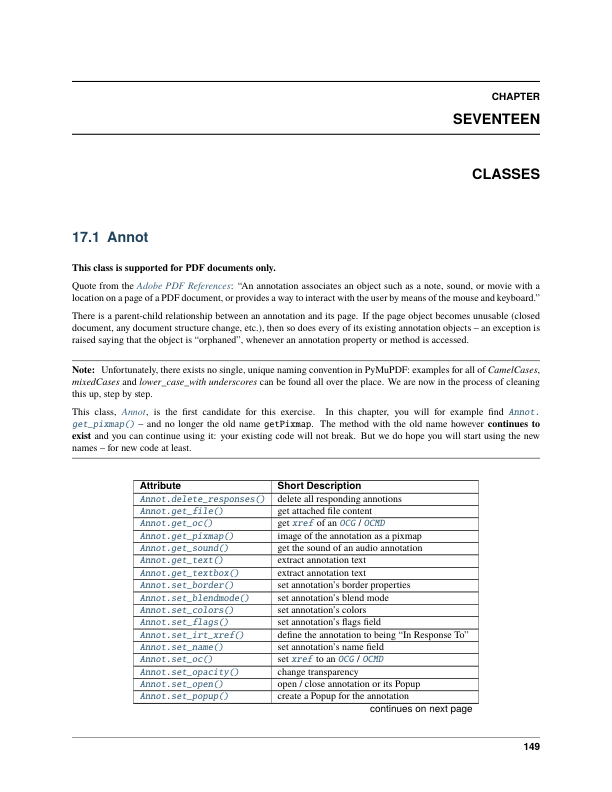 CHAPTER
SEVENTEEN
CLASSES
17.1 Annot
This class is supported for PDF documents only.
Quote from the Adobe PDF References: “An annotation associates an object such as a note, sound, or movie with a
location on a page of a PDF document, or provides a way to interact with the user by means of the mouse and keyboard.”
There is a parent-child relationship between an annotation and its page. If the page object becomes unusable (closed
document, any document structure change, etc.), then so does every of its existing annotation objects – an exception is
raised saying that the object is “orphaned”, whenever an annotation property or method is accessed.
Note: Unfortunately, there exists no single, unique naming convention in PyMuPDF: examples for all of CamelCases,
mixedCases and lower_case_with underscores can be found all over the place. We are now in the process of cleaning
this up, step by step.
This class, Annot, is the first candidate for this exercise. In this chapter, you will for example find Annot.
get_pixmap() – and no longer the old name getPixmap. The method with the old name however continues to
exist and you can continue using it: your existing code will not break. But we do hope you will start using the new
names – for new code at least.
Attribute Short Description
Annot.delete_responses() delete all responding annotions
Annot.get_file() get attached file content
Annot.get_oc() get xref of an OCG / OCMD
Annot.get_pixmap() image of the annotation as a pixmap
Annot.get_sound() get the sound of an audio annotation
Annot.get_text() extract annotation text
Annot.get_textbox() extract annotation text
Annot.set_border() set annotation’s border properties
Annot.set_blendmode() set annotation’s blend mode
Annot.set_colors() set annotation’s colors
Annot.set_flags() set annotation’s flags field
Annot.set_irt_xref() define the annotation to being “In Response To”
Annot.set_name() set annotation’s name field
Annot.set_oc() set xref to an OCG / OCMD
Annot.set_opacity() change transparency
Annot.set_open() open / close annotation or its Popup
Annot.set_popup() create a Popup for the annotation
continues on next page
149